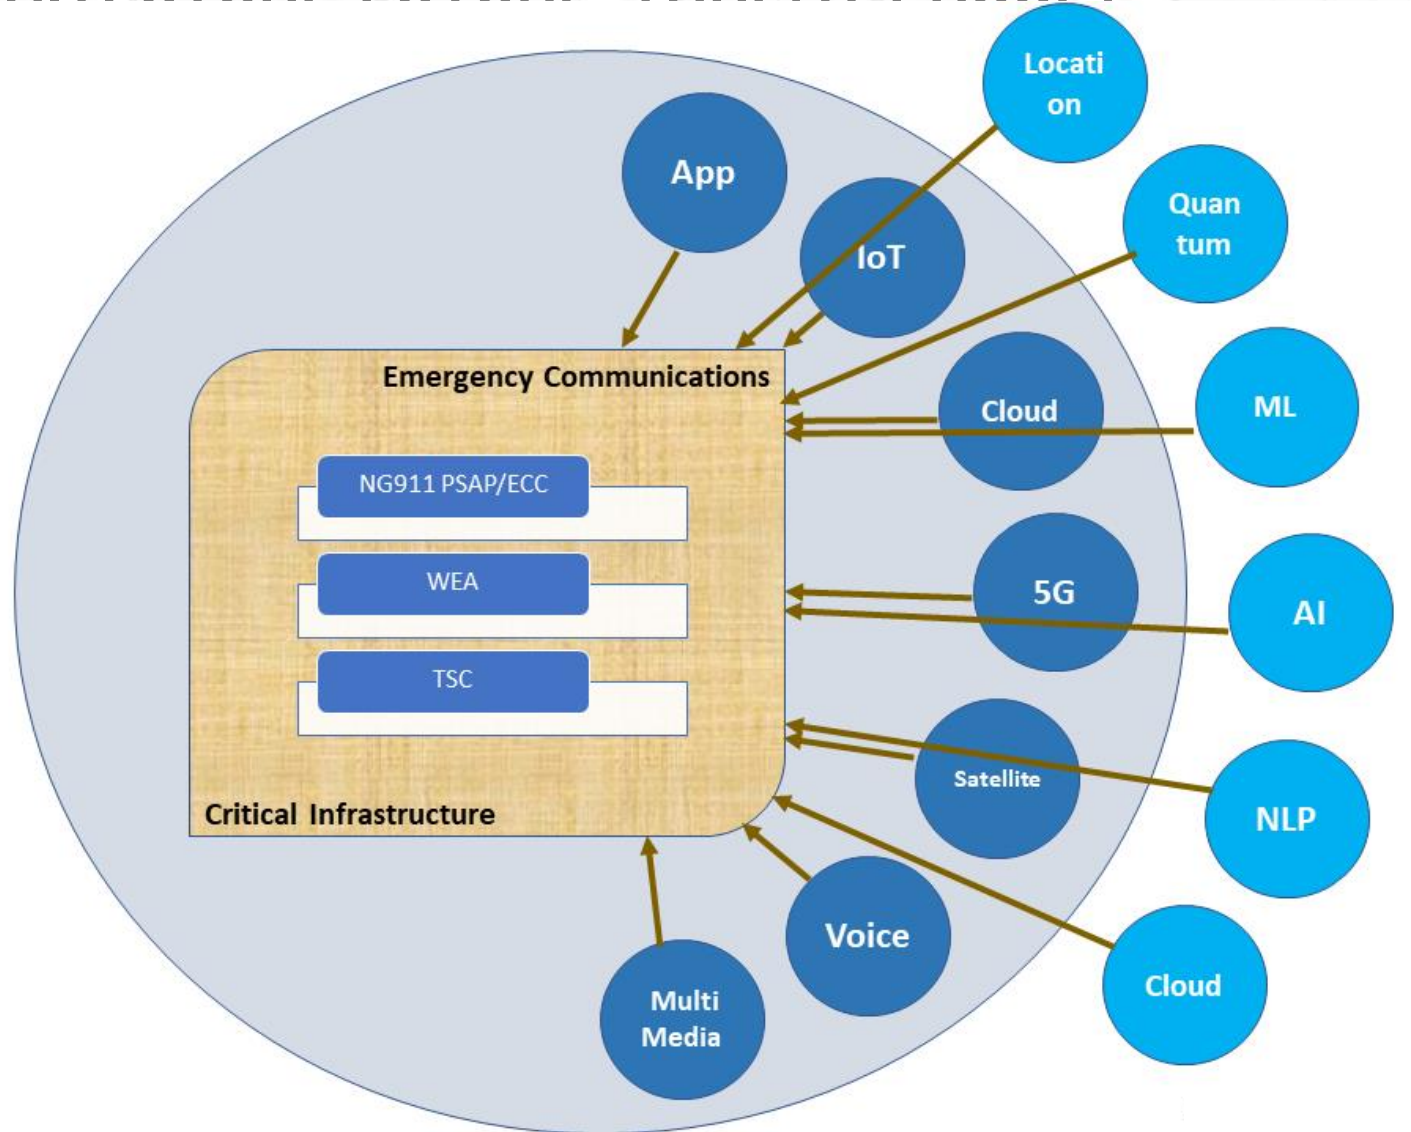 Locati
on
App
Quan
tum
IoT
Emergency Communications
Cloud
ML
NG911 PSAP/ECC
WEA
5G
AI
TSC
Satellite
Critical Infrastructure
NLP
Voice
Cloud
Multi
Media